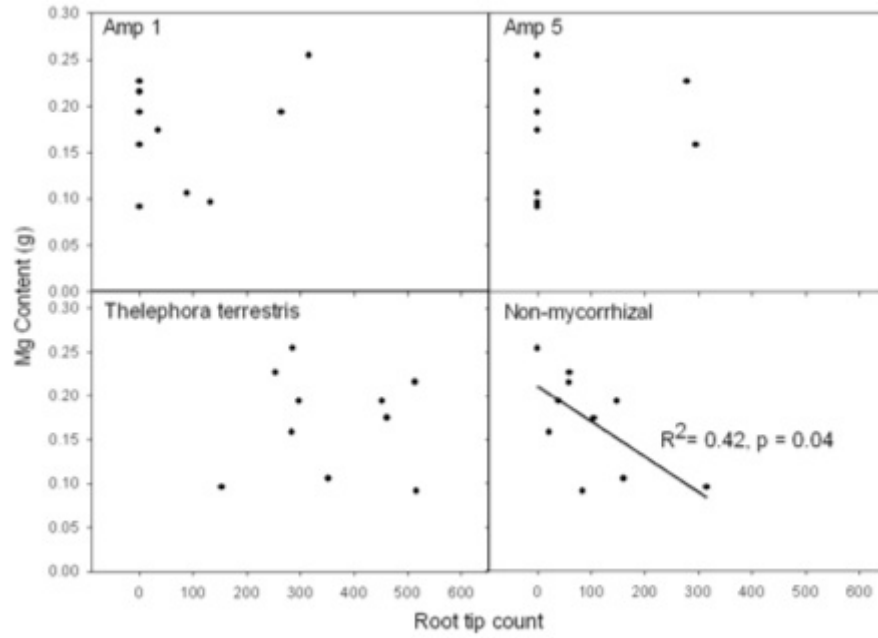 Amp 1
Amp 5
0.30
0.25
0.20
0.15
0.10
0.05
0.00
Thelephora terrestris
Non-mycorrhizal
R2= 0.42, p = 0.04
0.30
0.25
0.20
0.15
0.10
0.05
0.00
Mg Content (g)
0 100 200 300 400 500 600
0 100 200 300 400 500 600
Root tip count